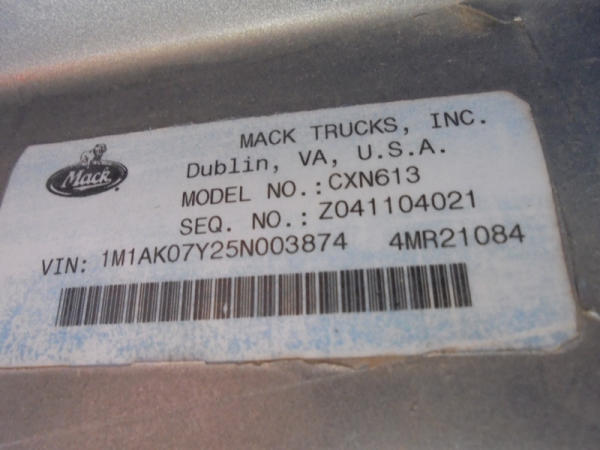 MACK TRUCKS, INC.
Mack
Dublin, VA, U.S.A.
MODEL NO.: CXN613
SEQ. NO.: Z041104021
VIN: 1M1AK07Y25N003874 4MR21084